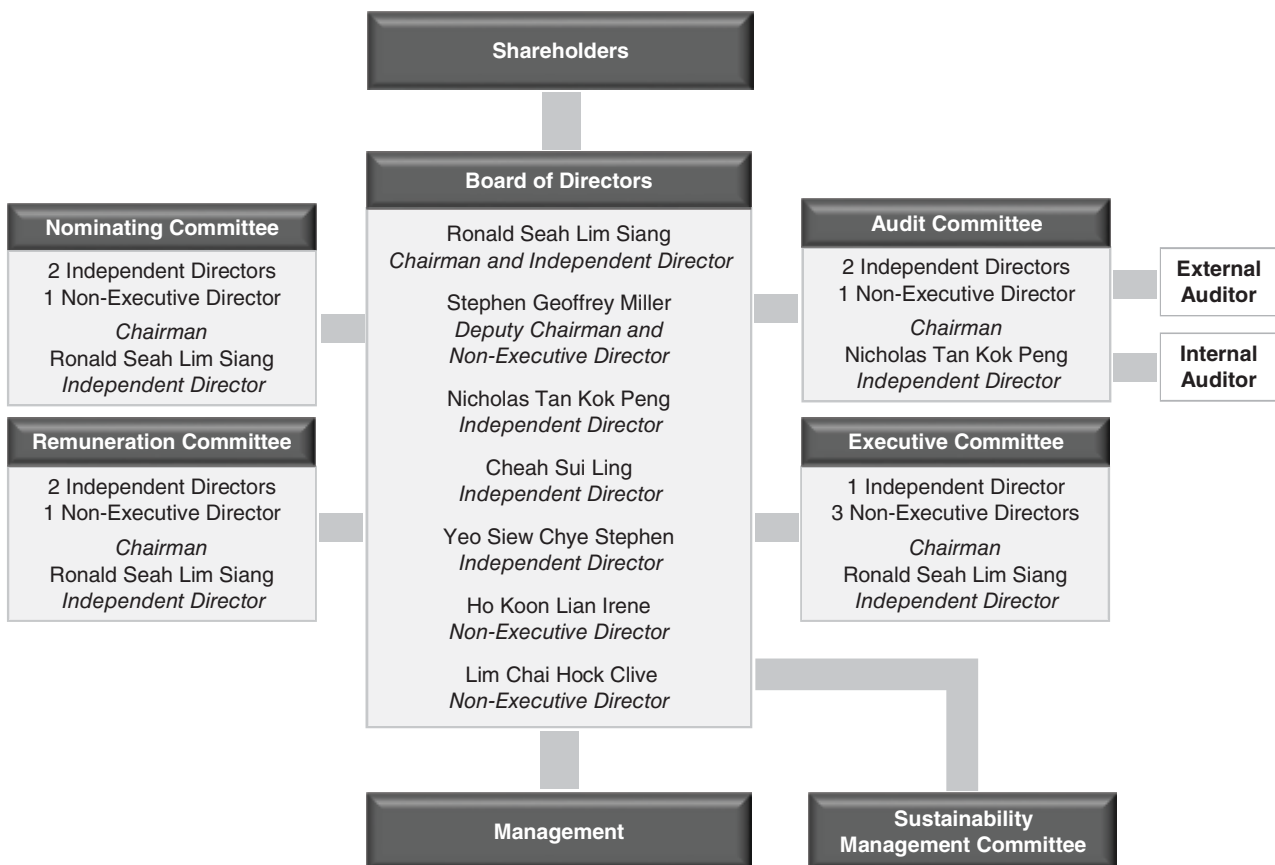 Shareholders
Board of Directors
Ronald Seah Lim Siang
Chairman and Independent Director
Stephen Geoffrey Miller
Deputy Chairman and
Non-Executive Director
Nicholas Tan Kok Peng
Independent Director
Cheah Sui Ling
Independent Director
Yeo Siew Chye Stephen
Independent Director
Ho Koon Lian Irene
Non-Executive Director
Lim Chai Hock Clive
Non-Executive Director
Nominating Committee
2 Independent Directors
1 Non-Executive Director
Chairman
Ronald Seah Lim Siang
Independent Director
Remuneration Committee
2 Independent Directors
1 Non-Executive Director
Chairman
Ronald Seah Lim Siang
Independent Director
Audit Committee
2 Independent Directors
1 Non-Executive Director
Chairman
Nicholas Tan Kok Peng
Independent Director
External
Auditor
Internal
Auditor
Executive Committee
1 Independent Director
3 Non-Executive Directors
Chairman
Ronald Seah Lim Siang
Independent Director
Management
Sustainability
Management Committee